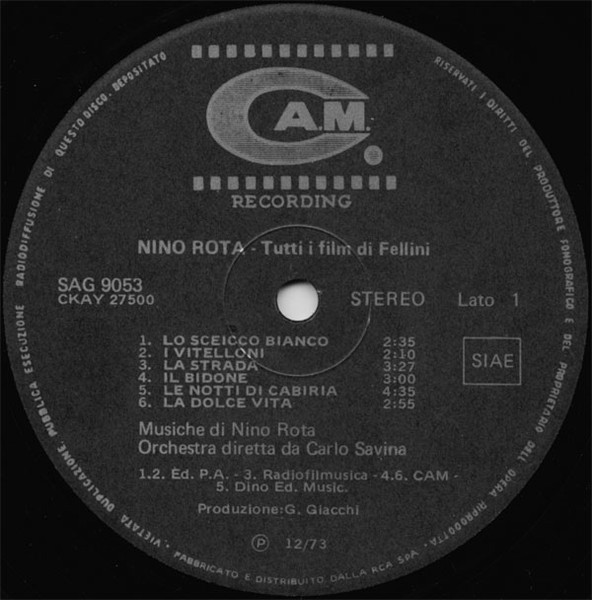 C.A.M.
RECORDING
NINO ROTA - Tutti i film di Fellini
SAG 9053
CKAY 27500
STEREO Lato 1
1. LO SCEICCO BIANCO 2:35
2. I VITELLONI 2:10
3. LA STRADA 3:27
4. IL BIDONE 3:00
5. LE NOTTI DI CABIRIA 4:35
6. LA DOLCE VITA 2:55
SIAE
Musiche di Nino Rota
Orchestra diretta da Carlo Savina
1.2. Ed. P.A. - 3. Radiofilmusica - 4.6. CAM -
5. Dino Ed. Music.
Produzione: G. Giacchi
Ⓟ 12/73
RISERVATI I DIRITTI DEL PRODUTTORE FONOGRAFICO E DEL PROPRIETARIO DELL'OPERA RIPRODOTTA -
VIETATA DUPLICAZIONE, PUBBLICA ESECUZIONE RADIODIFFUSIONE DI QUESTO DISCO - DEPOSITATO
FABBRICATO E DISTRIBUITO DALLA RCA SpA -